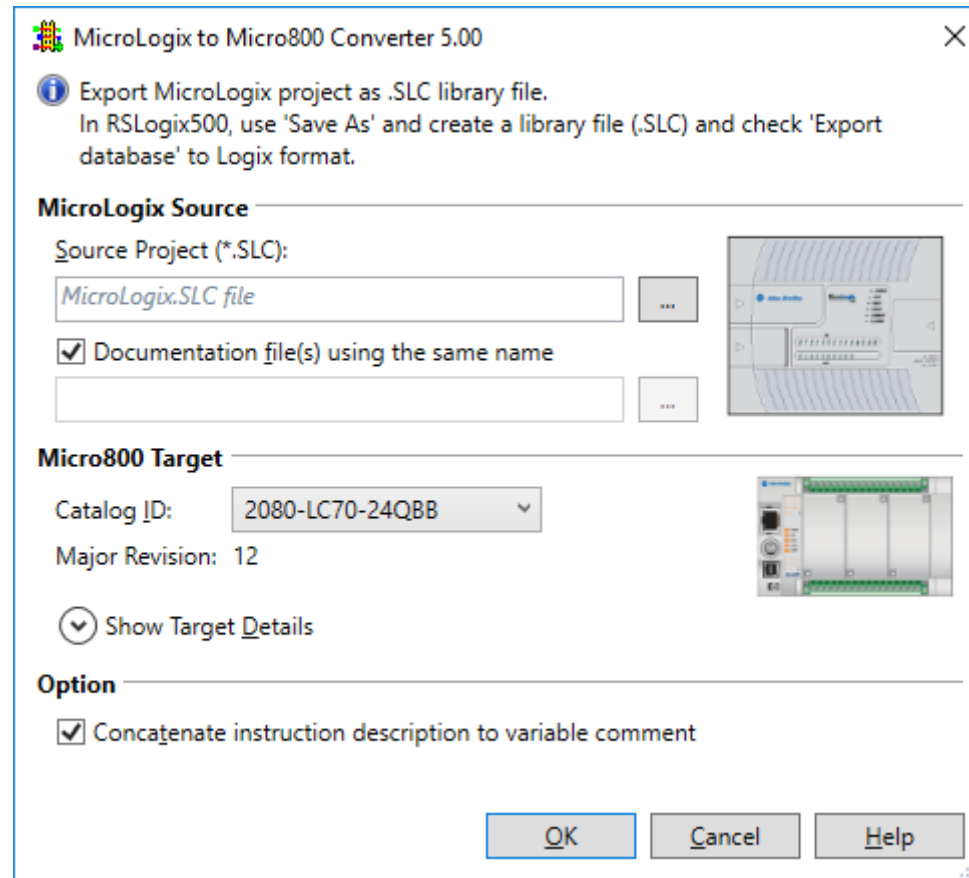 MicroLogix to Micro800 Converter 5.00
Export MicroLogix project as .SLC library file.
In RSLogix500, use 'Save As' and create a library file (.SLC) and check 'Export
database' to Logix format.
MicroLogix Source
Source Project (*.SLC):
MicroLogix.SLC file
...
Documentation file(s) using the same name
...
Micro800 Target
Catalog ID:
2080-LC70-24QBB
Major Revision: 12
Show Target Details
Option
Concatenate instruction description to variable comment
OK
Cancel
Help